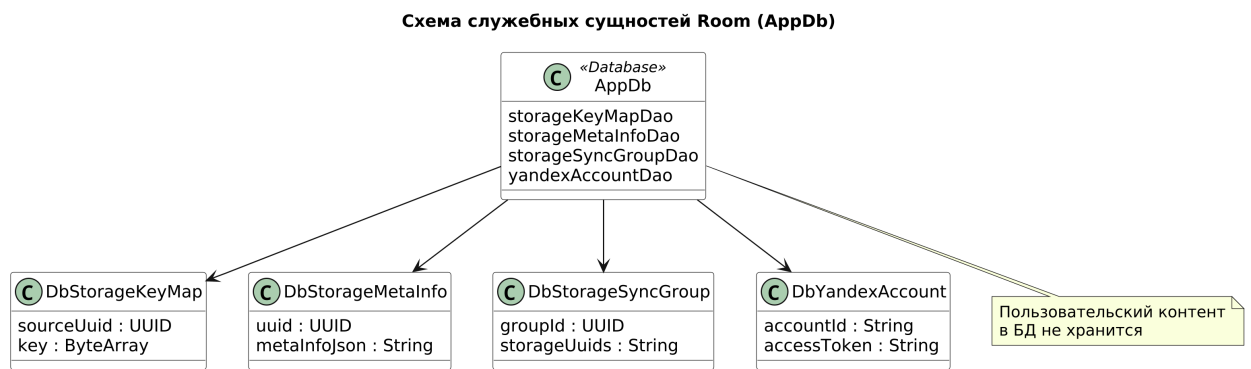 Схема служебных сущностей Room (AppDb)
C
«Database»
AppDb
storageKeyMapDao
storageMetaInfoDao
storageSyncGroupDao
yandexAccountDao
C DbStorageKeyMap
sourceUuid : UUID
key : ByteArray
C DbStorageMetaInfo
uuid : UUID
metaInfoJson : String
C DbStorageSyncGroup
groupId : UUID
storageUuids : String
C DbYandexAccount
accountId : String
accessToken : String
Пользовательский контент
в БД не хранится